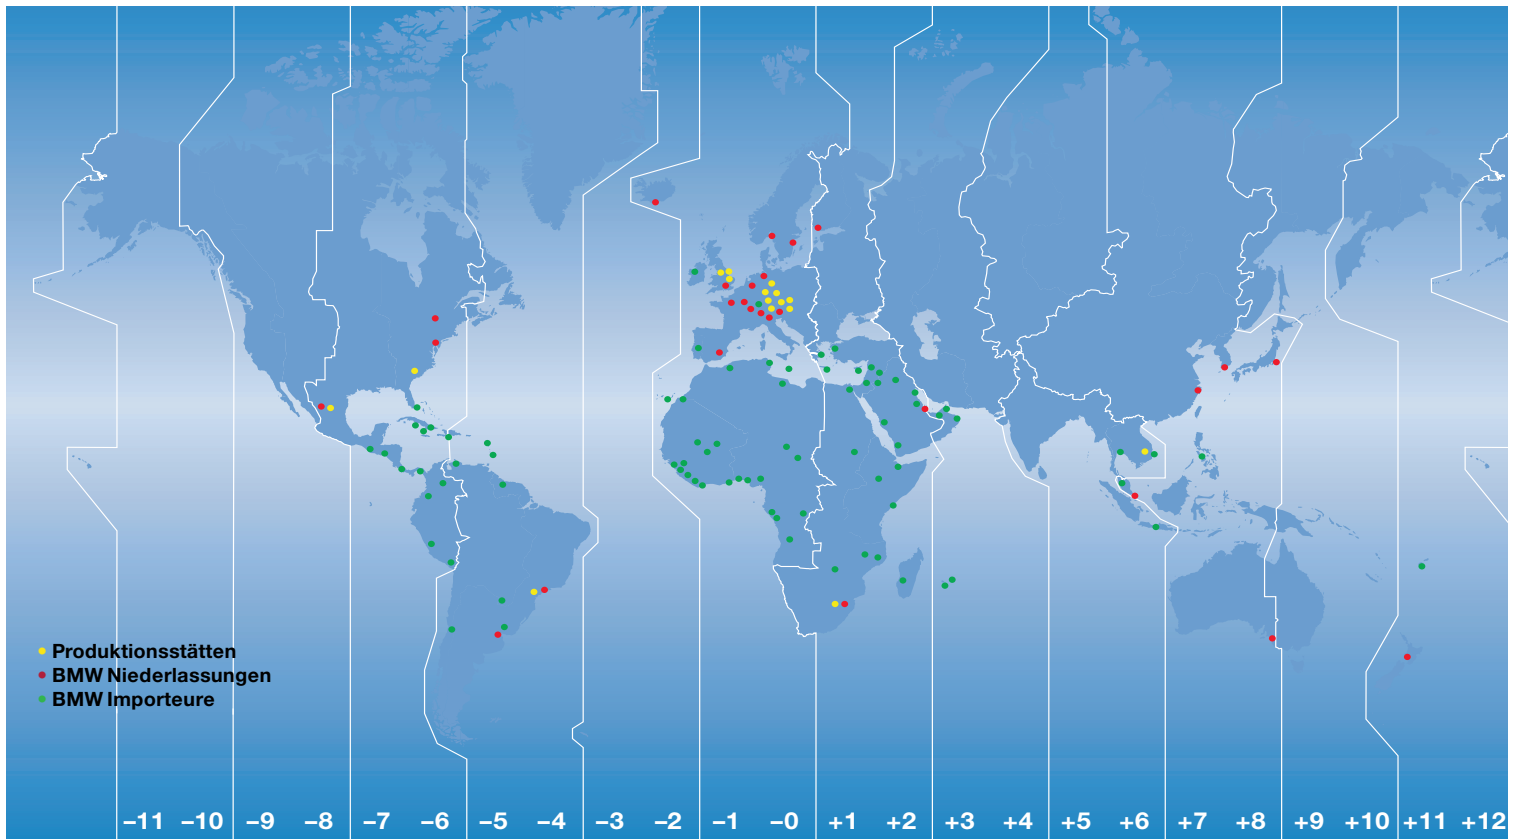 Produktionsstätten
BMW Niederlassungen
BMW Importeure
–11 –10 –9 –8 –7 –6 –5 –4 –3 –2 –1 –0 +1 +2 +3 +4 +5 +6 +7 +8 +9 +10 +11 +12